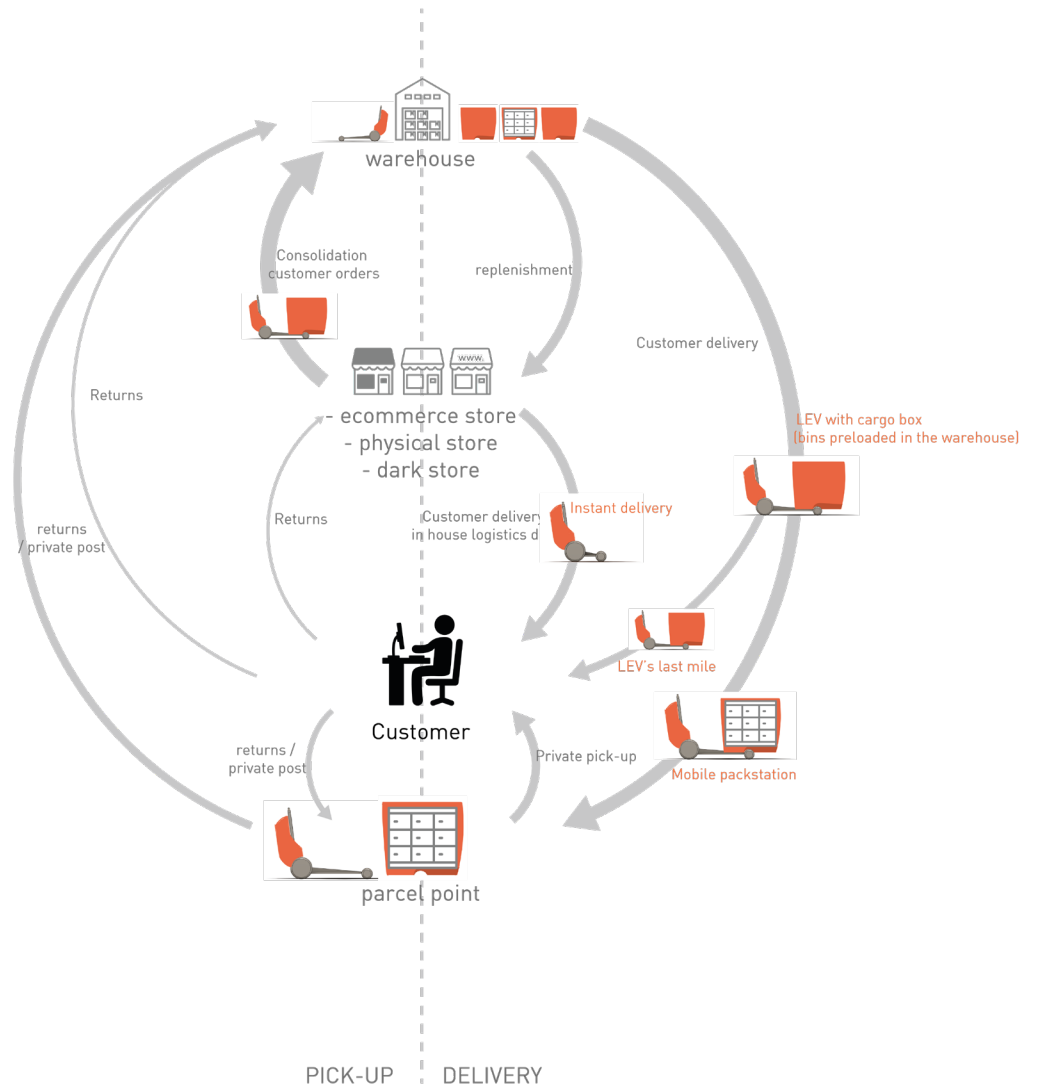 warehouse
Consolidation
customer orders
replenishment
Customer delivery
www.
Returns
- ecommerce store
- physical store
- dark store
LEV with cargo box
(bins preloaded in the warehouse)
returns
/ private post
Returns
Customer delivery
in house logistics d
Instant delivery
LEV's last mile
Customer
returns /
private post
Private pick-up
Mobile packstation
parcel point
PICK-UP
DELIVERY